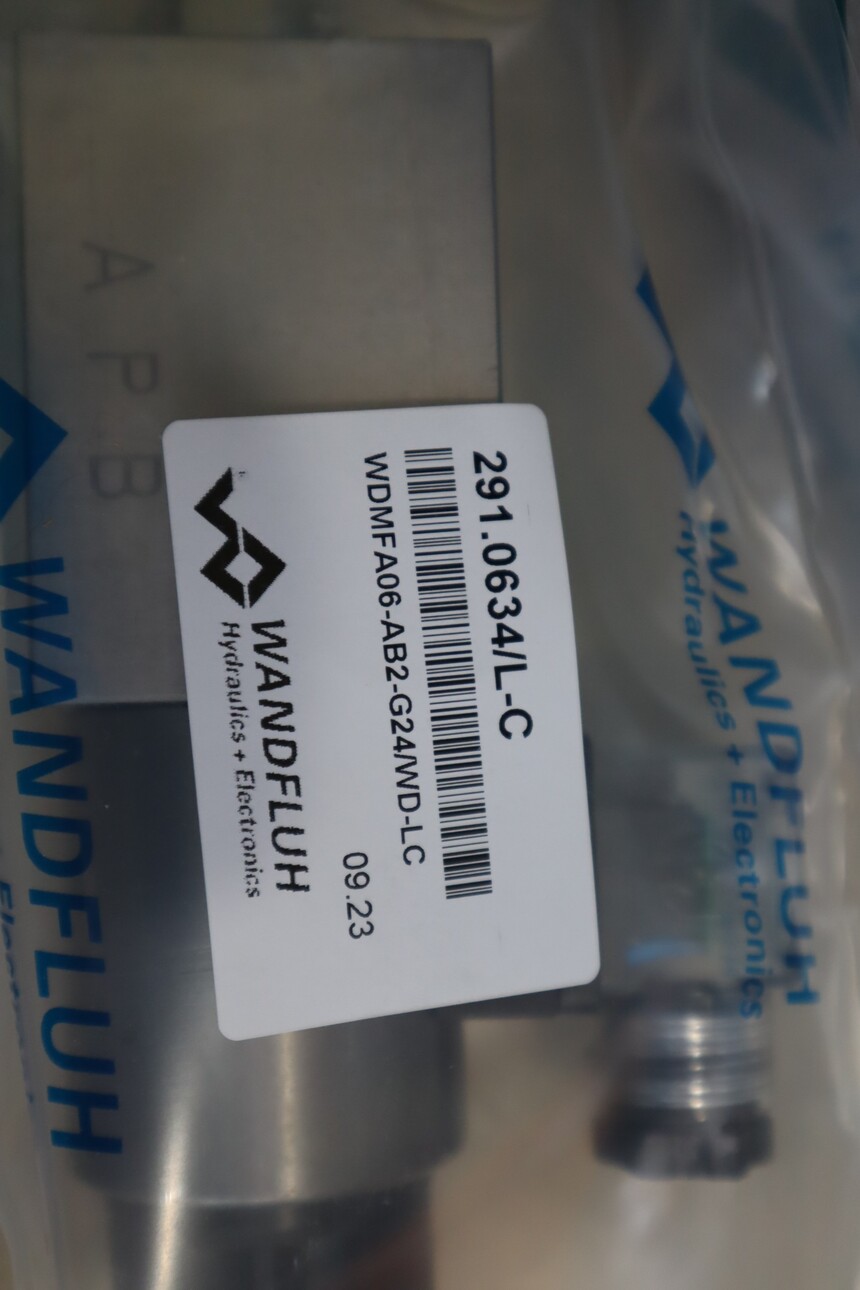 291.0634/L-C
WDMFA06-AB2-G24/WD-LC
09.23
WANDFLUH
Hydraulics + Electronics
A P B
WANDFLUH
Hydraulics + Electronics
WANDFLUH